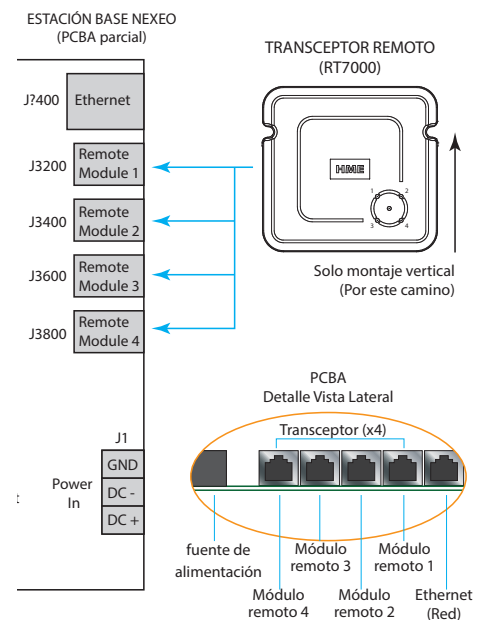 ESTACIÓN BASE NEXEO
(PCBA parcial)
J?400
Ethernet
J3200
Remote
Module 1
J3400
Remote
Module 2
J3600
Remote
Module 3
J3800
Remote
Module 4
J1
Power
In
GND
DC -
DC +
t
TRANSCEPTOR REMOTO
(RT7000)
HME
1
2
3
4
Solo montaje vertical
(Por este camino)
PCBA
Detalle Vista Lateral
Transceptor (x4)
fuente de
alimentación
Módulo
remoto 4
Módulo
remoto 3
Módulo
remoto 2
Módulo
remoto 1
Ethernet
(Red)